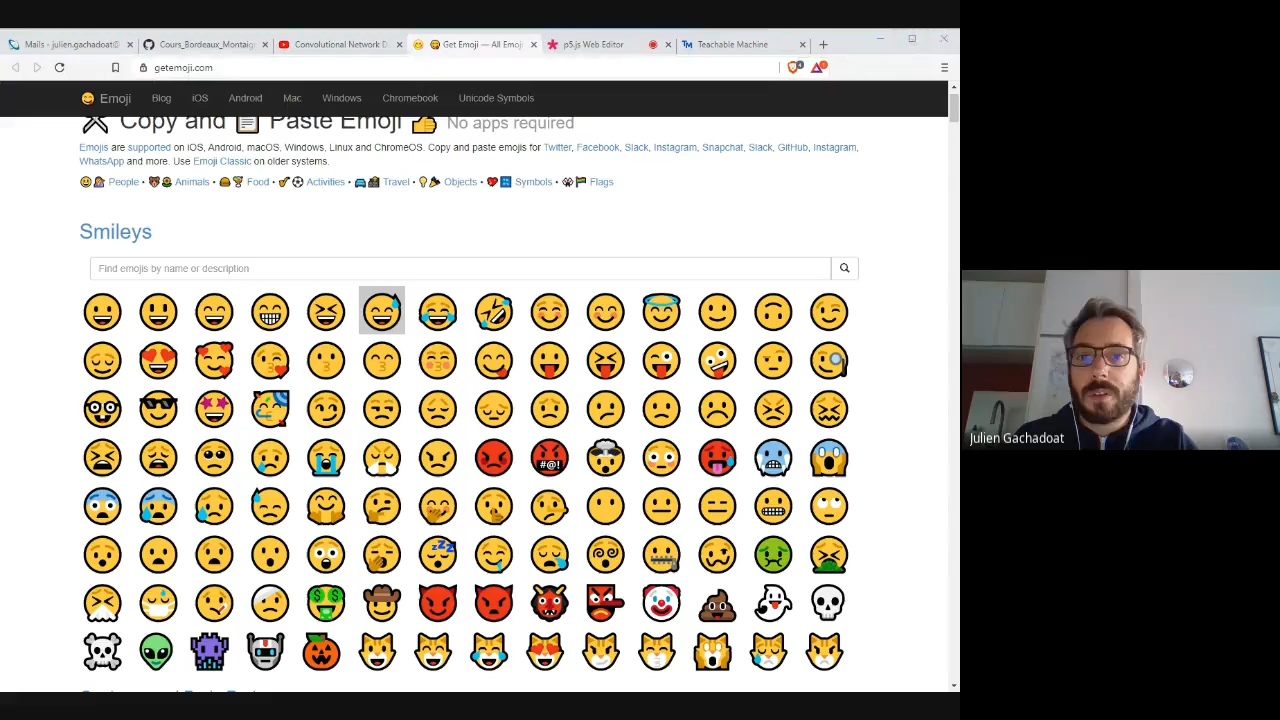 Mails - julien.gachadoat@
Cours_Bordeaux_Montaig
Convolutional Network D
Get Emoji — All Emoji
p5.js Web Editor
TM Teachable Machine
getemoji.com
Emoji Blog iOS Android Mac Windows Chromebook Unicode Symbols
Copy and Paste Emoji No apps required
Emojis are supported on iOS, Android, macOS, Windows, Linux and ChromeOS. Copy and paste emojis for Twitter, Facebook, Slack, Instagram, Snapchat, Slack, GitHub, Instagram,
WhatsApp and more. Use Emoji Classic on older systems.
People • Animals • Food • Activities • Travel • Objects • Symbols • Flags
Smileys
Find emojis by name or description
#@!
Julien Gachadoat